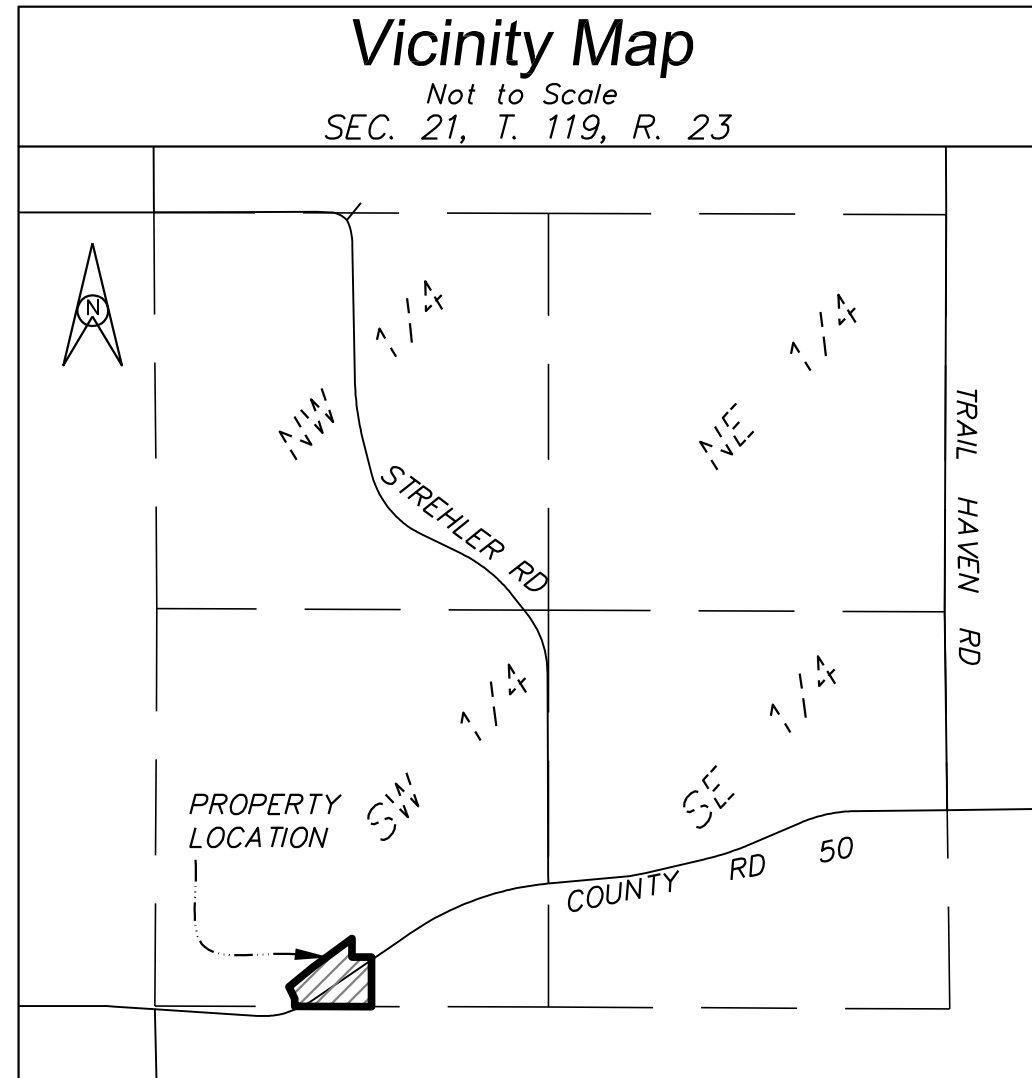 Vicinity Map
Not to Scale
SEC. 21, T. 119, R. 23
N
NW 1/4
NE 1/4
STREHLER RD
TRAIL HAVEN RD
SW 1/4
SE 1/4
PROPERTY
LOCATION
COUNTY RD 50